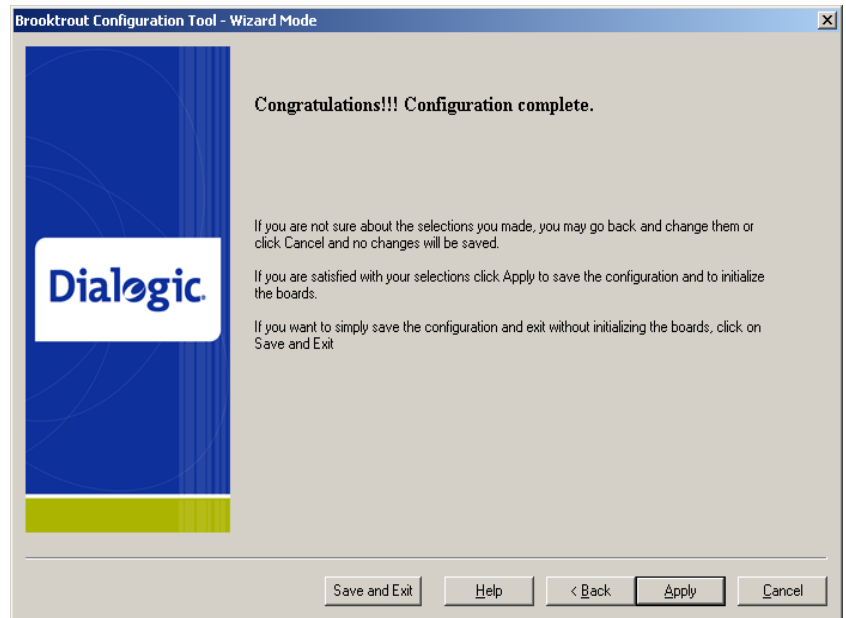 Brooktrout Configuration Tool - Wizard Mode
Congratulations!!! Configuration complete.
If you are not sure about the selections you made, you may go back and change them or
click Cancel and no changes will be saved.
If you are satisfied with your selections click Apply to save the configuration and to initialize
the boards.
If you want to simply save the configuration and exit without initializing the boards, click on
Save and Exit
Dialogic.
Save and Exit
Help
< Back
Apply
Cancel